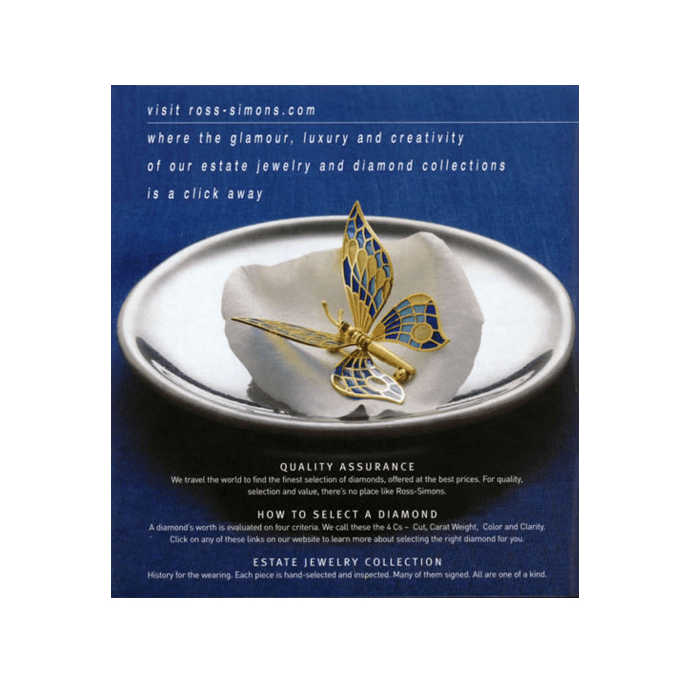 visit ross-simons.com
where the glamour, luxury and creativity
of our estate jewelry and diamond collections
is a click away
QUALITY ASSURANCE
We travel the world to find the finest selection of diamonds, offered at the best prices. For quality,
selection and value, there's no place like Ross-Simons.
HOW TO SELECT A DIAMOND
A diamond's worth is evaluated on four criteria. We call these the 4 Cs – Cut, Carat Weight, Color and Clarity.
Click on any of these links on our website to learn more about selecting the right diamond for you.
ESTATE JEWELRY COLLECTION
History for the wearing. Each piece is hand-selected and inspected. Many of them signed. All are one of a kind.